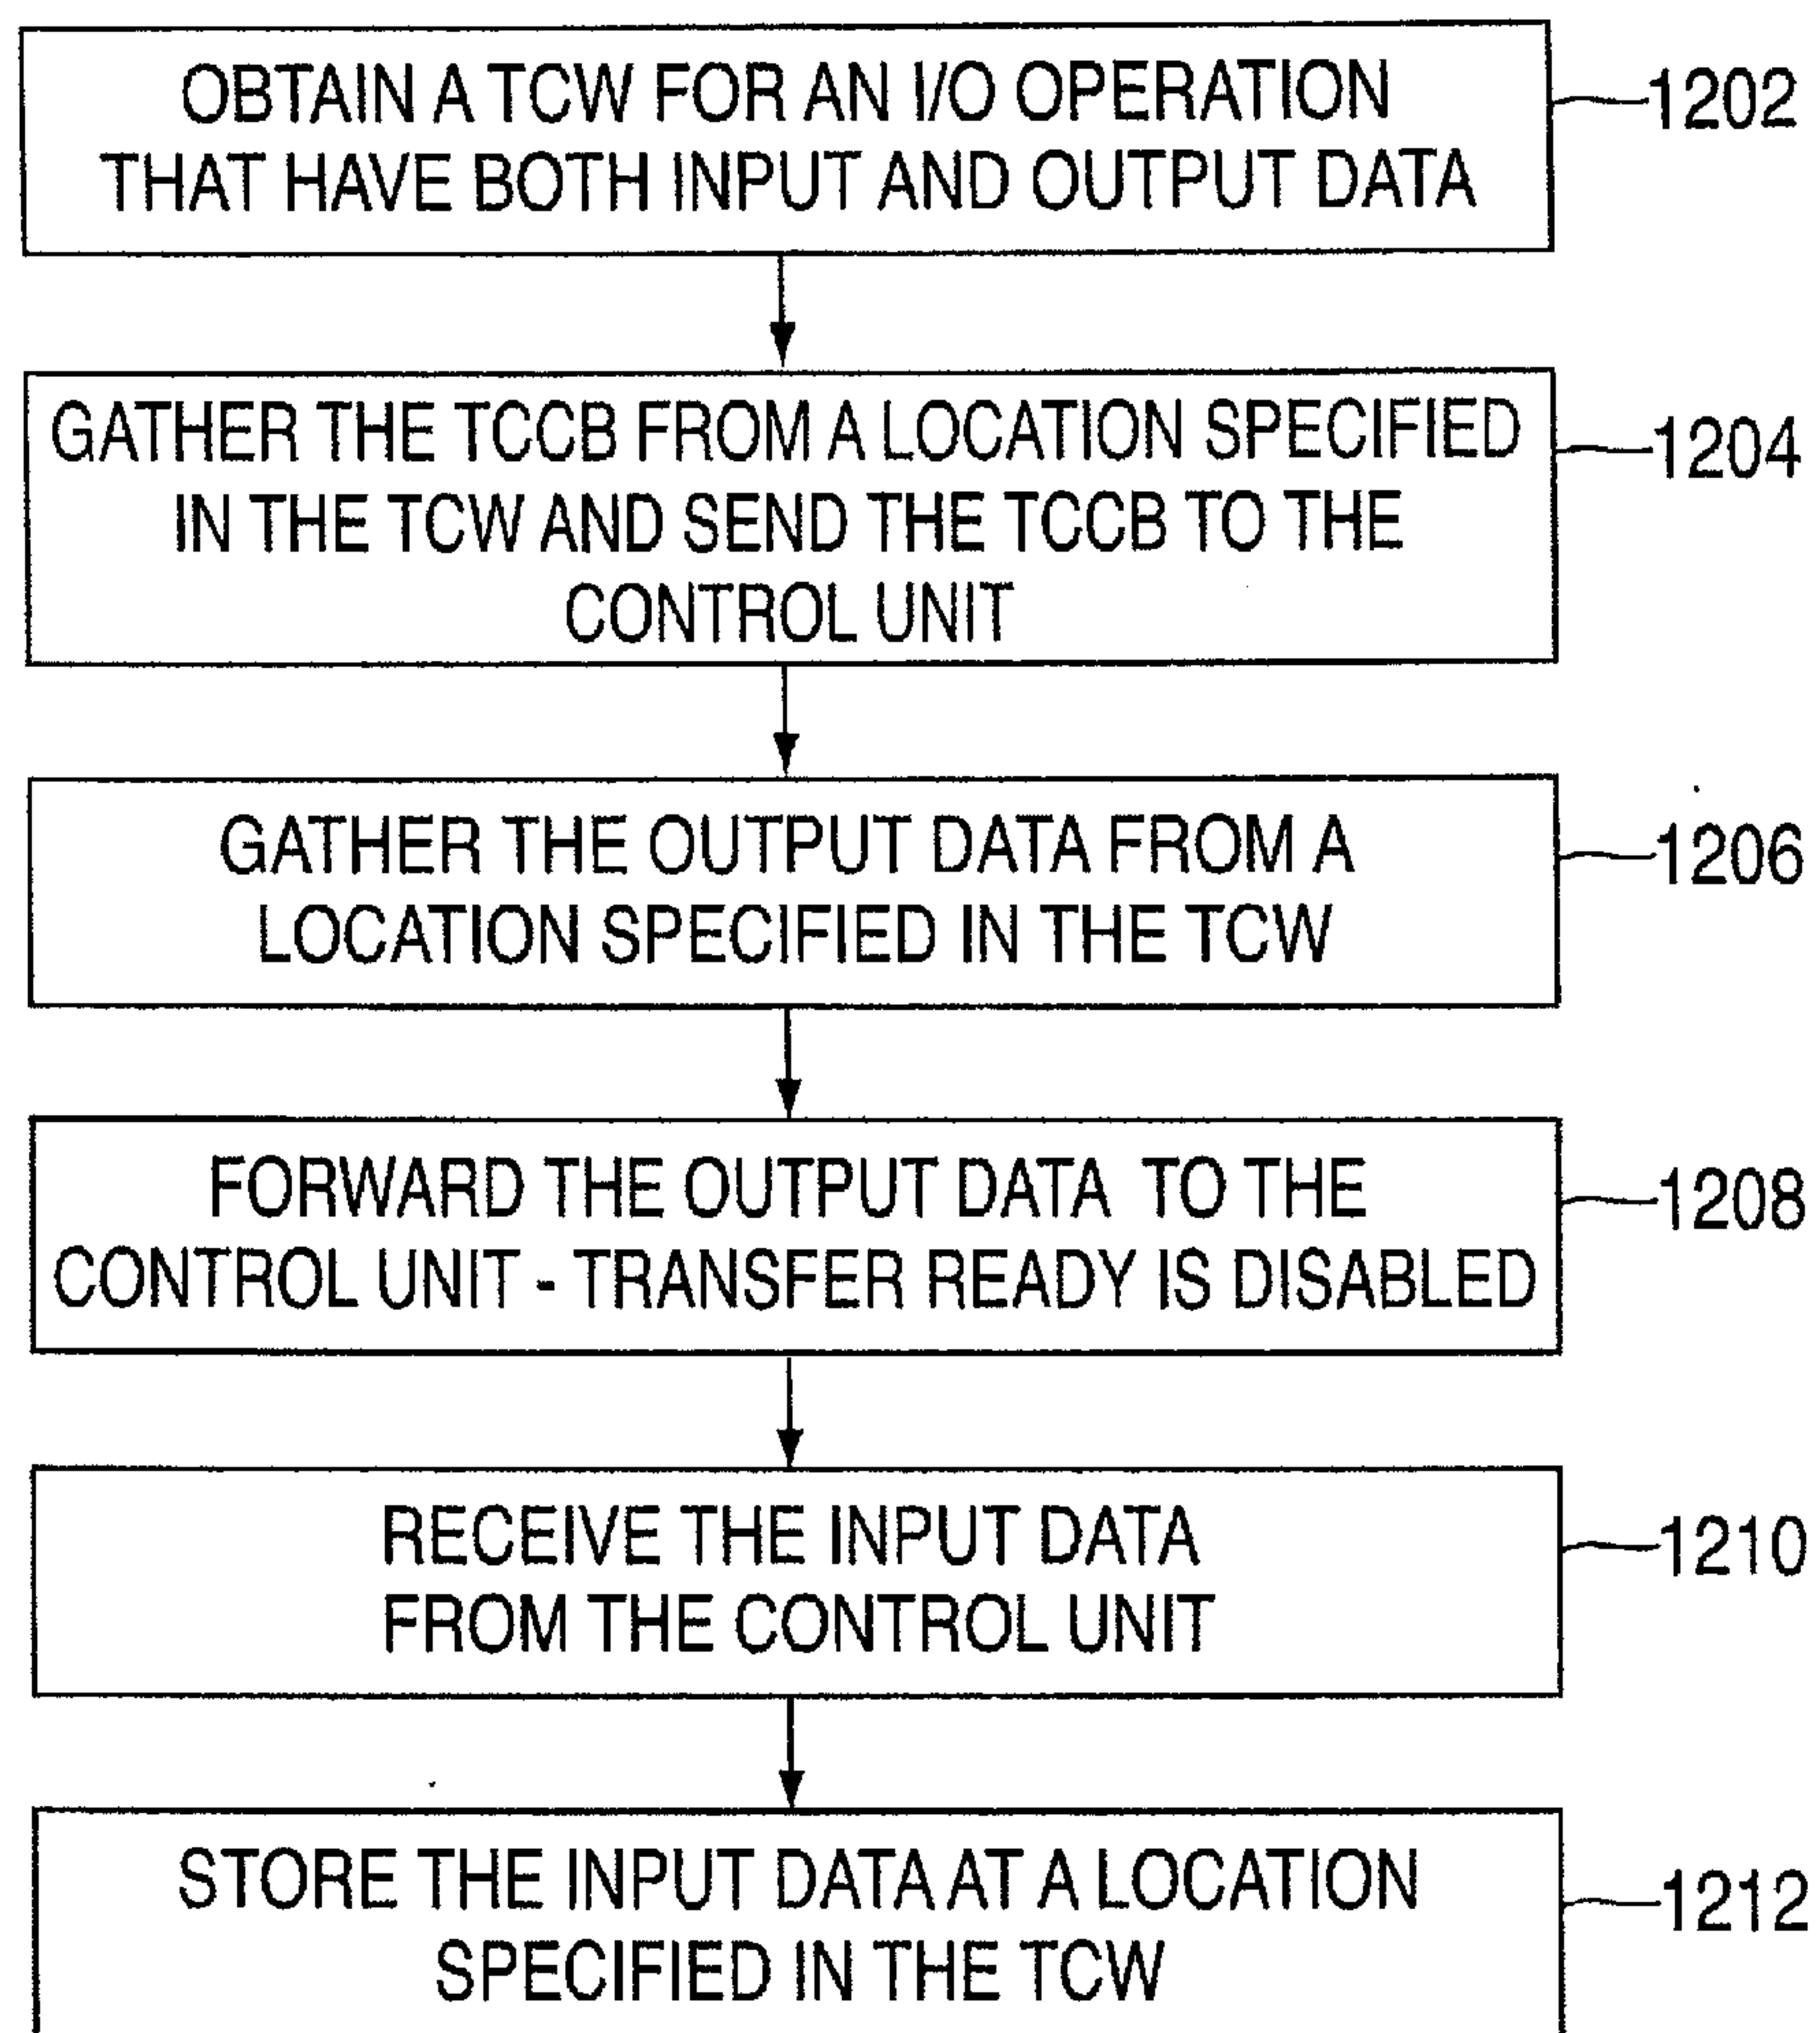 OBTAIN A TCW FOR AN I/O OPERATION
THAT HAVE BOTH INPUT AND OUTPUT DATA
1202
GATHER THE TCCB FROM A LOCATION SPECIFIED
IN THE TCW AND SEND THE TCCB TO THE
CONTROL UNIT
1204
GATHER THE OUTPUT DATA FROM A
LOCATION SPECIFIED IN THE TCW
1206
FORWARD THE OUTPUT DATA TO THE
CONTROL UNIT - TRANSFER READY IS DISABLED
1208
RECEIVE THE INPUT DATA
FROM THE CONTROL UNIT
1210
STORE THE INPUT DATA AT A LOCATION
SPECIFIED IN THE TCW
1212